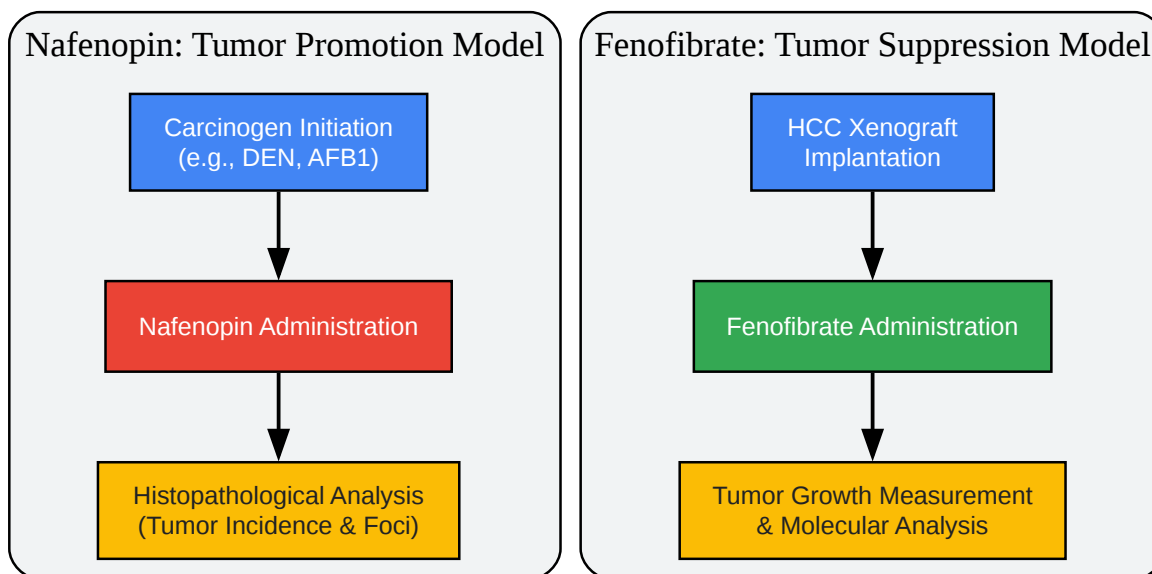 Nafenopin: Tumor Promotion Model
Carcinogen Initiation
(e.g., DEN, AFB1)
Nafenopin Administration
Histopathological Analysis
(Tumor Incidence & Foci)
Fenofibrate: Tumor Suppression Model
HCC Xenograft
Implantation
Fenofibrate Administration
Tumor Growth Measurement
& Molecular Analysis